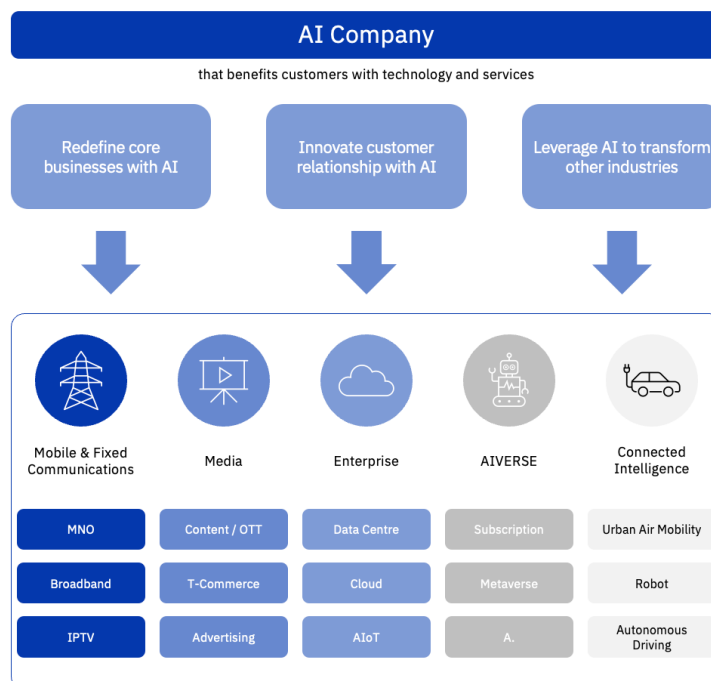 AI Company
that benefits customers with technology and services
Redefine core
businesses with AI
Innovate customer
relationship with AI
Leverage AI to transform
other industries
Mobile & Fixed
Communications
Media
Enterprise
AIVERSE
Connected
Intelligence
MNO
Content / OTT
Data Centre
Subscription
Urban Air Mobility
Broadband
T-Commerce
Cloud
Metaverse
Robot
IPTV
Advertising
AIoT
A.
Autonomous
Driving